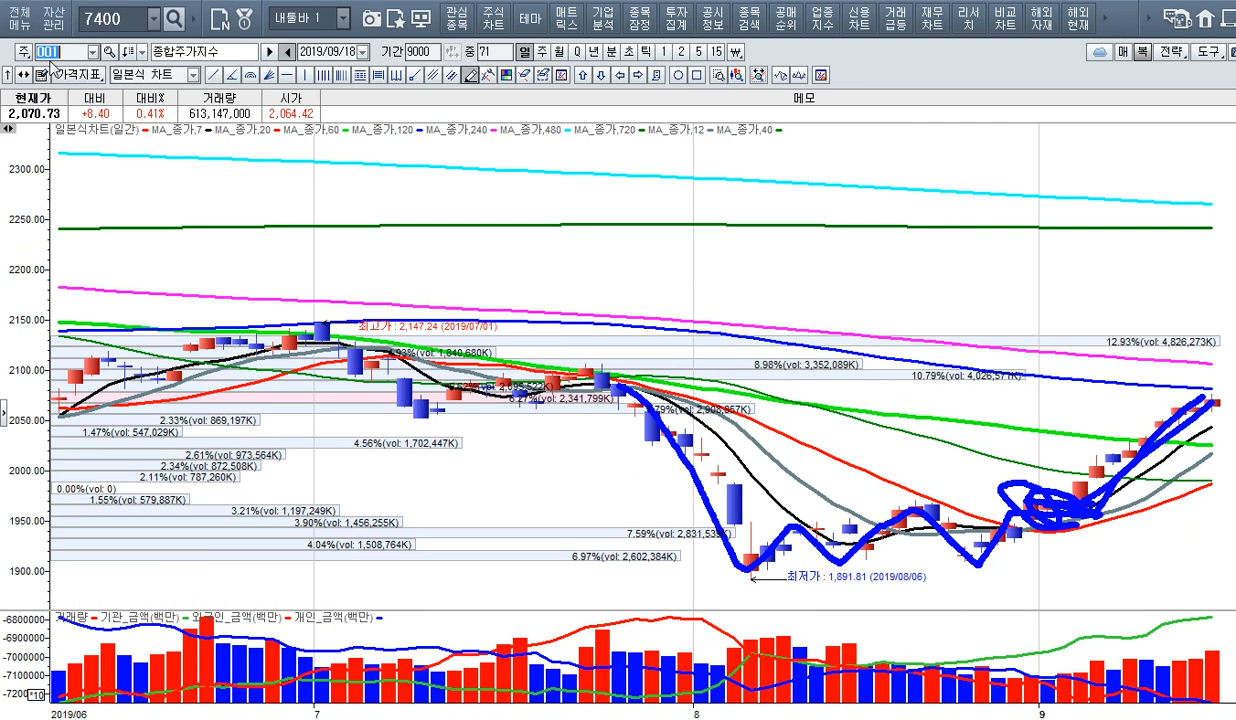 전체 자산 7400 내툴바 1 관심 주식 테마 매트 기업 종목 투자 공시 종목 공매 업종 신용 거래 재무 리서 비교 해외 해외
메뉴 관리 종목 차트 릭스 분석 잠정 집계 정보 검색 순위 지수 차트 급등 차트 치 차트 자재 현재
주 001 종합주가지수 2019/09/18 기간 9000 중 71 일 주 월 Q 년 분 초 틱 1 2 5 15 매 복 전략 도구
가격지표 일본식 차트
현재가 대비 대비% 거래량 시가 메모
2,070.73 +8.40 0.41% 613,147,000 2,064.42
일본식차트(일간) MA_종가,7 MA_종가,20 MA_종가,60 MA_종가,120 MA_종가,240 MA_종가,480 MA_종가,720 MA_종가,12 MA_종가,40
2300.00
2250.00
2200.00
2150.00
최고가 : 2,147.24 (2019/07/01)
12.93%(vol: 4,826,273K)
8.98%(vol: 3,352,089K)
2100.00
10.79%(vol: 4,026,571K)
6.27%(vol: 2,341,799K)
2050.00
2.33%(vol: 869,197K)
1.47%(vol: 547,029K)
4.56%(vol: 1,702,447K)
2.61%(vol: 973,564K)
2.34%(vol: 872,508K)
2000.00
2.11%(vol: 787,260K)
0.00%(vol: 0)
1.55%(vol: 579,887K)
3.21%(vol: 1,197,249K)
1950.00
3.90%(vol: 1,456,255K)
7.59%(vol: 2,831,539K)
4.04%(vol: 1,508,764K)
6.97%(vol: 2,602,384K)
1900.00
최저가 : 1,891.81 (2019/08/06)
거래량 기관_금액(백만) 외국인_금액(백만) 개인_금액(백만)
-6800000
-6900000
-7000000
-7100000
*10
2019/06 7 8 9